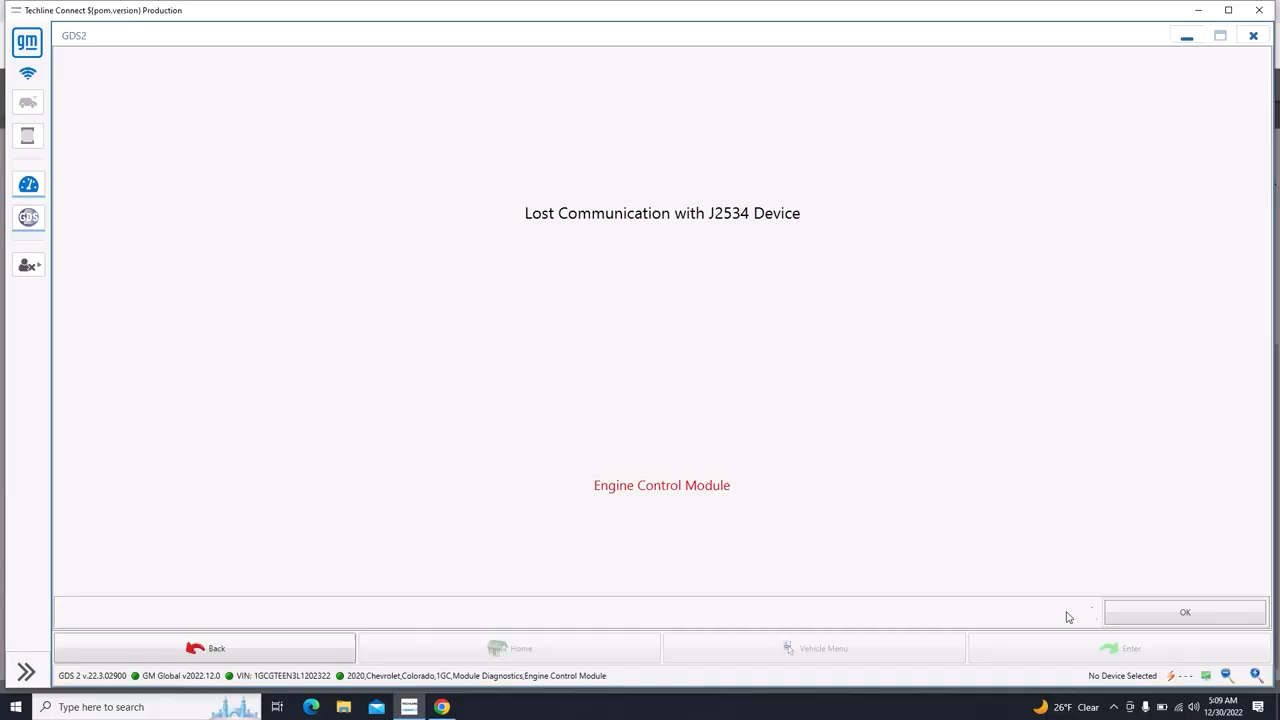 Techline Connect ${pom.version} Production
gm
GDS2
GDS
Lost Communication with J2534 Device
Engine Control Module
OK
Back
Home
Vehicle Menu
Enter
GDS 2 v.22.3.02900 GM Global v2022.12.0 VIN: 1GCGTEEN3L1202322 2020,Chevrolet,Colorado,1GC,Module Diagnostics,Engine Control Module
No Device Selected - - -
Type here to search
26°F Clear
5:09 AM
12/30/2022